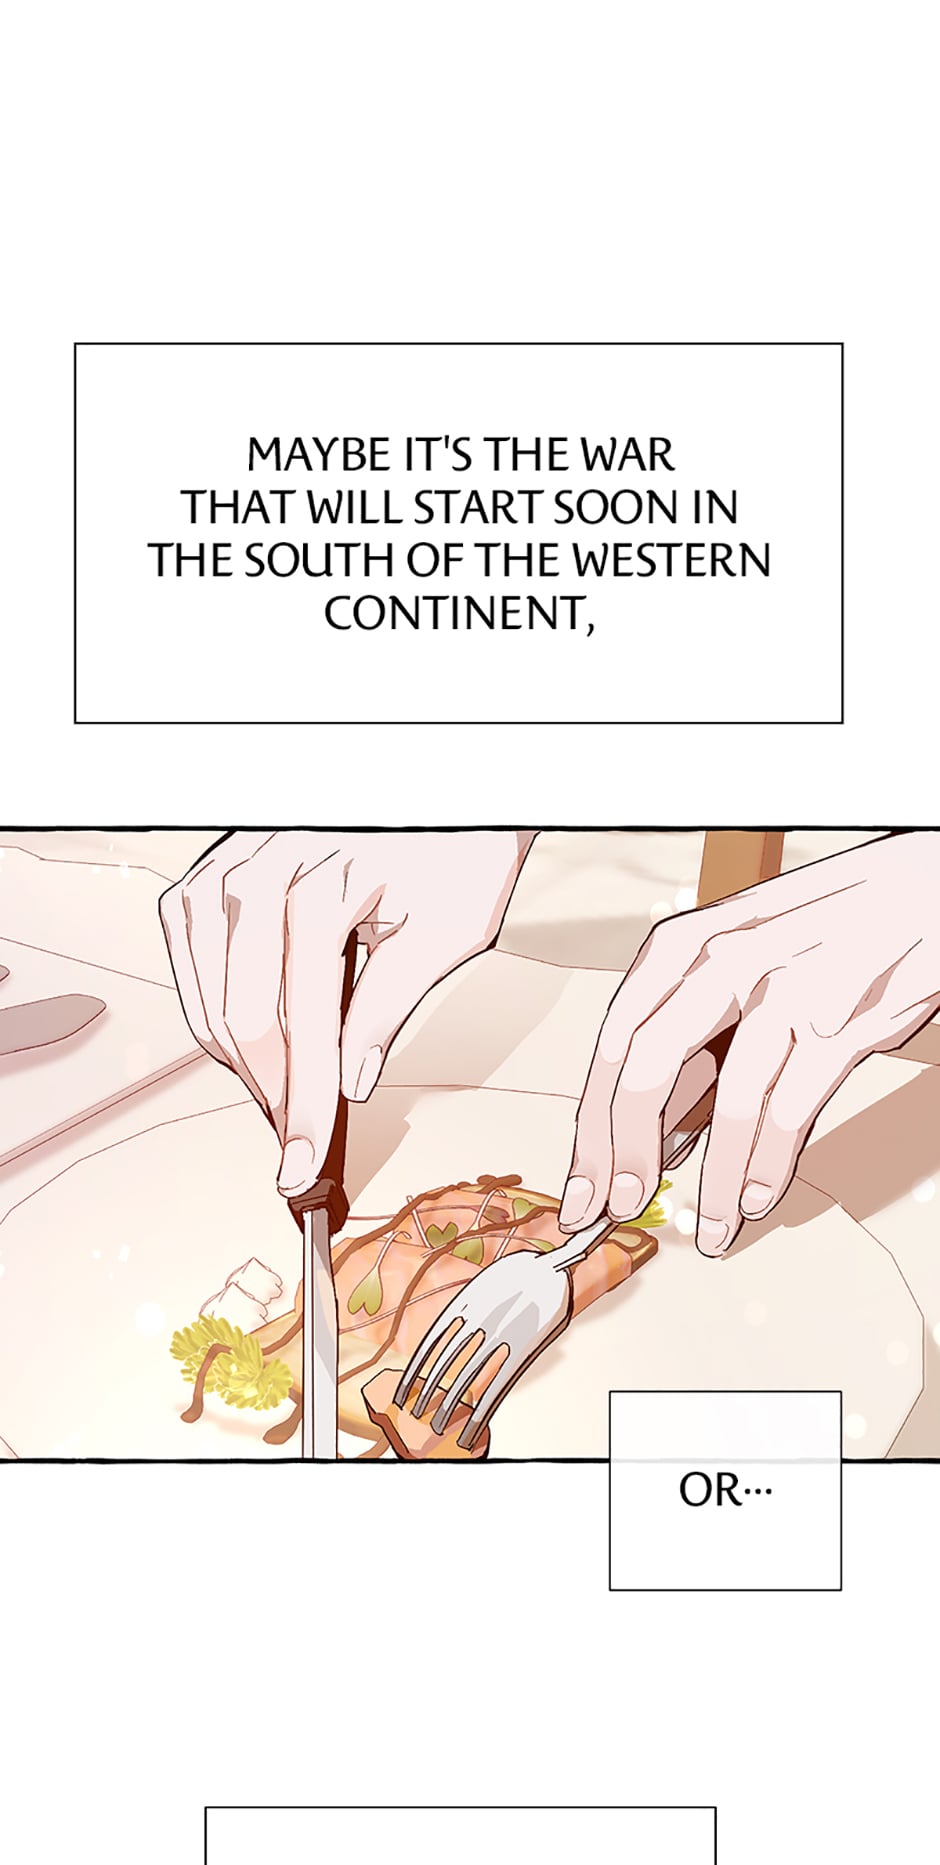 MAYBE IT'S THE WAR
THAT WILL START SOON IN
THE SOUTH OF THE WESTERN
CONTINENT,
OR...